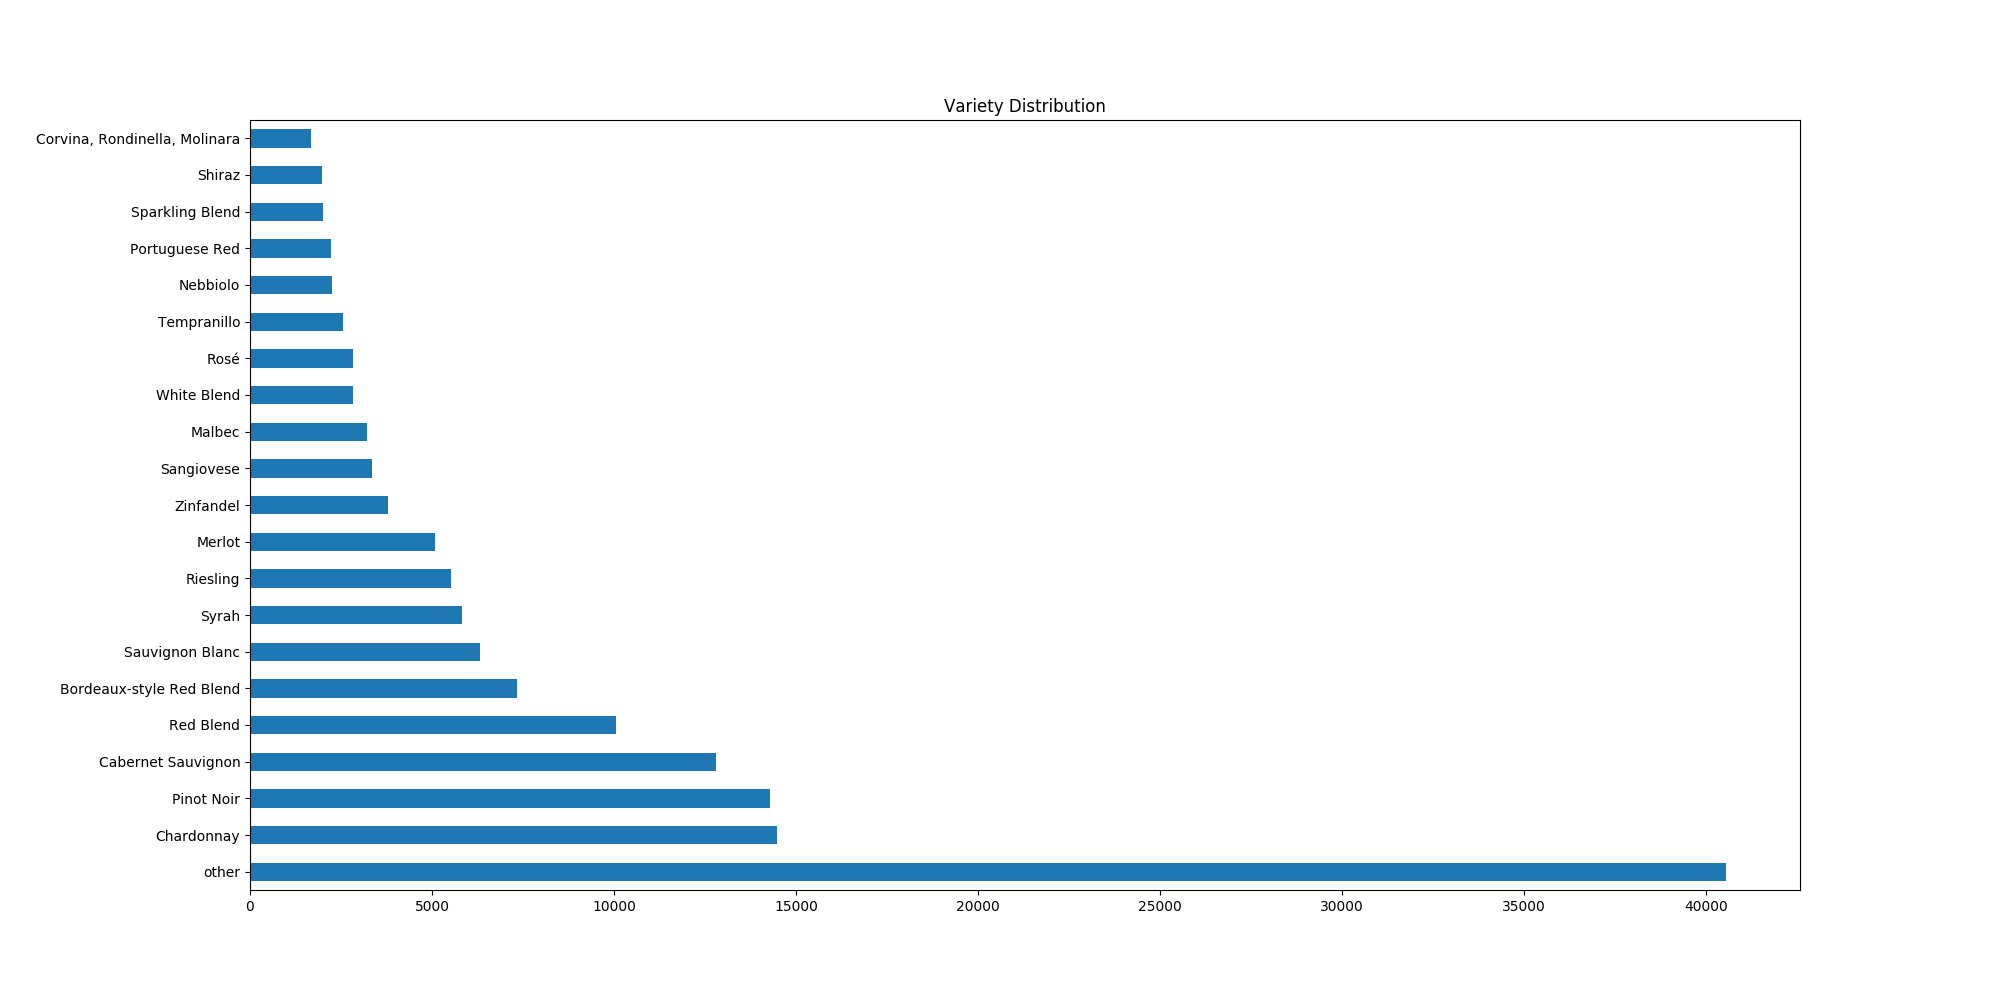 Variety Distribution
Corvina, Rondinella, Molinara
Shiraz
Sparkling Blend
Portuguese Red
Nebbiolo
Tempranillo
Rosé
White Blend
Malbec
Sangiovese
Zinfandel
Merlot
Riesling
Syrah
Sauvignon Blanc
Bordeaux-style Red Blend
Red Blend
Cabernet Sauvignon
Pinot Noir
Chardonnay
other
0 5000 10000 15000 20000 25000 30000 35000 40000